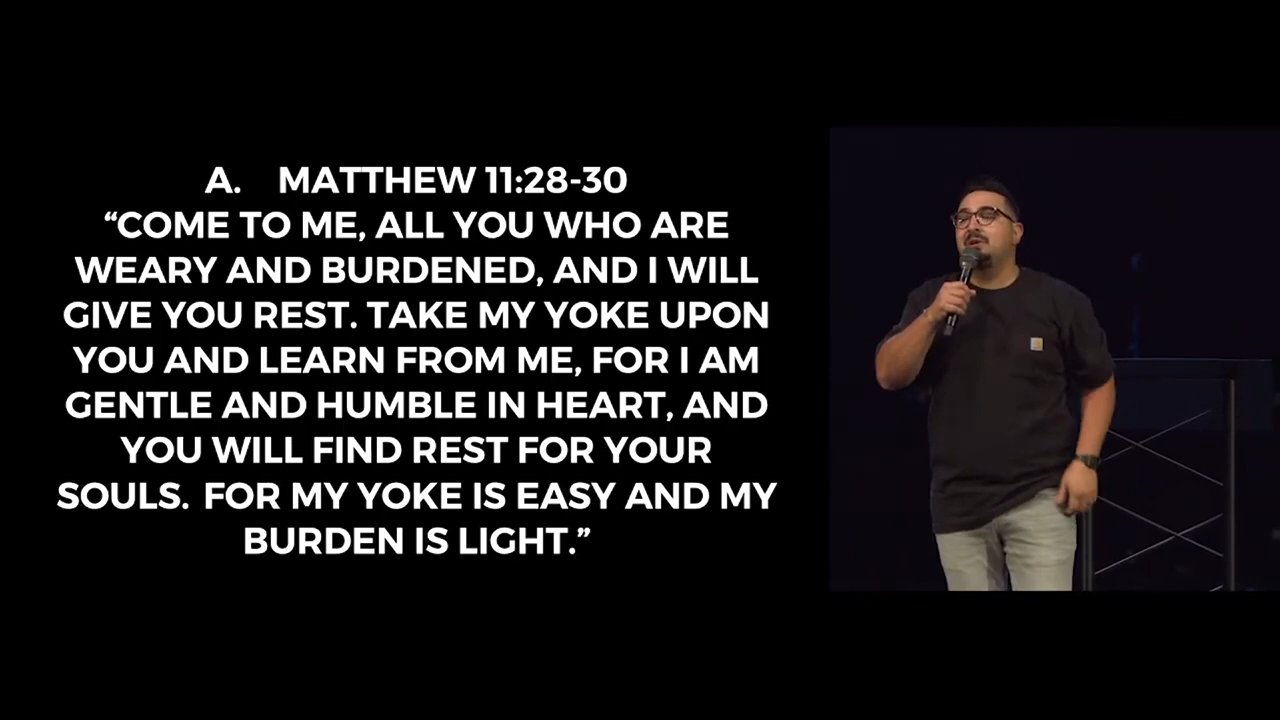 A. MATTHEW 11:28-30
“COME TO ME, ALL YOU WHO ARE
WEARY AND BURDENED, AND I WILL
GIVE YOU REST. TAKE MY YOKE UPON
YOU AND LEARN FROM ME, FOR I AM
GENTLE AND HUMBLE IN HEART, AND
YOU WILL FIND REST FOR YOUR
SOULS. FOR MY YOKE IS EASY AND MY
BURDEN IS LIGHT.”